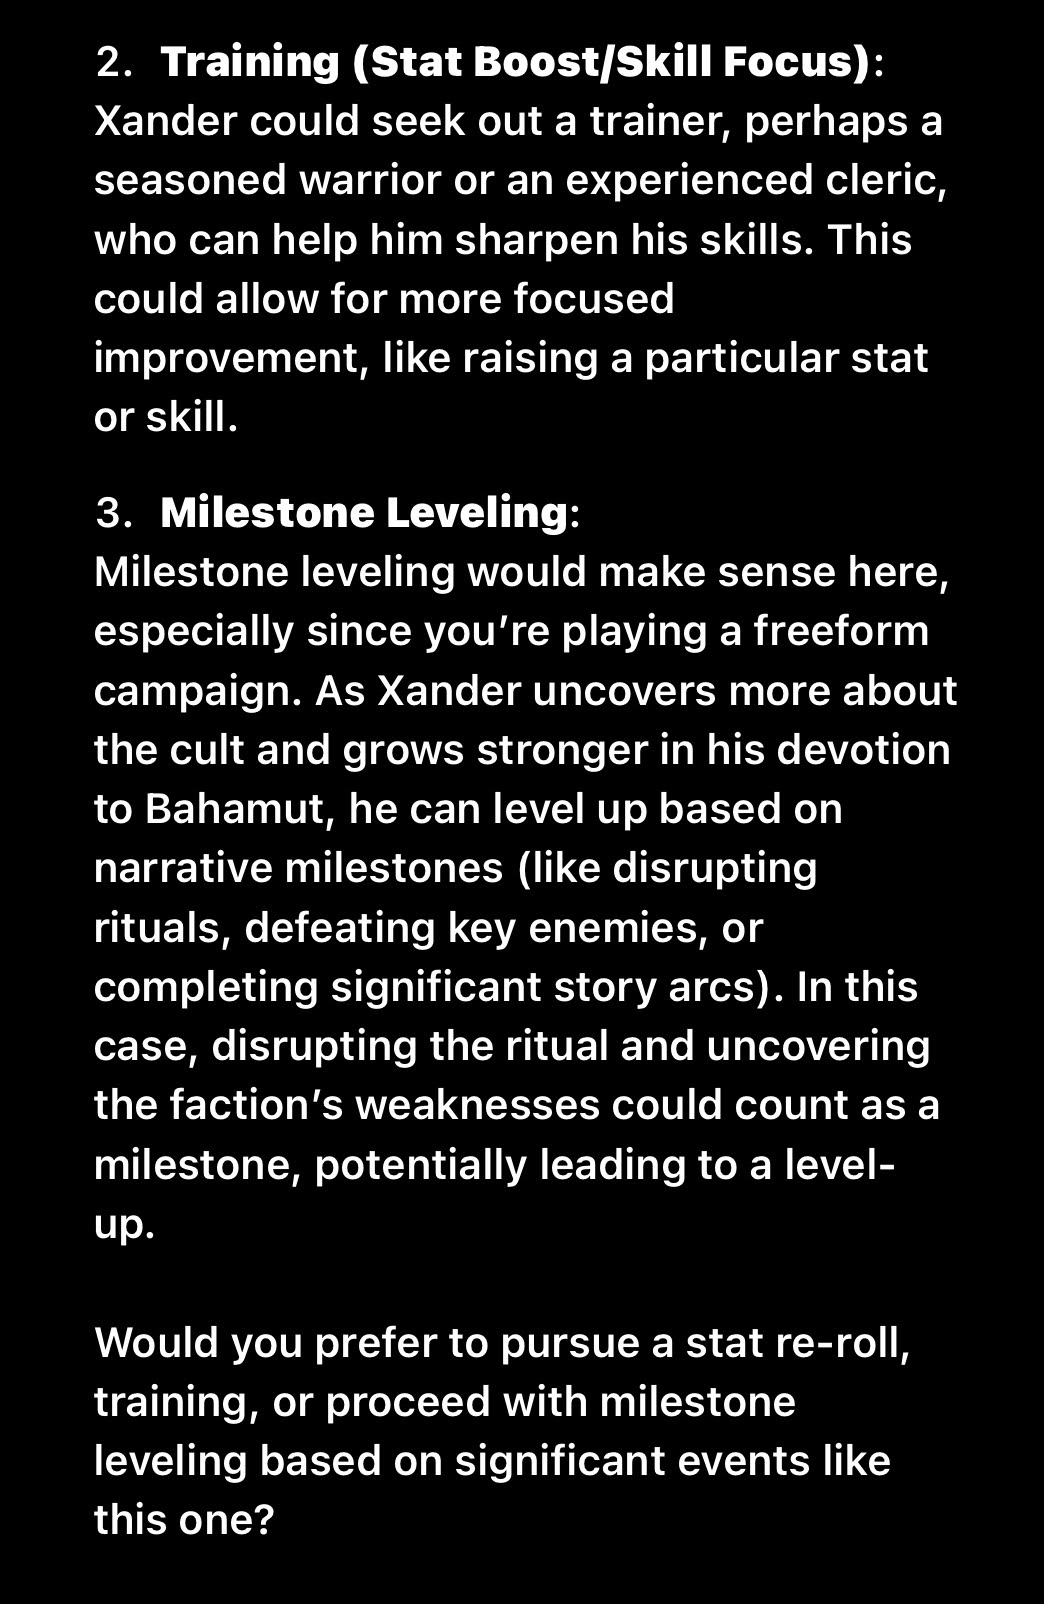 2. Training (Stat Boost/Skill Focus):
Xander could seek out a trainer, perhaps a
seasoned warrior or an experienced cleric,
who can help him sharpen his skills. This
could allow for more focused
improvement, like raising a particular stat
or skill.
3. Milestone Leveling:
Milestone leveling would make sense here,
especially since you’re playing a freeform
campaign. As Xander uncovers more about
the cult and grows stronger in his devotion
to Bahamut, he can level up based on
narrative milestones (like disrupting
rituals, defeating key enemies, or
completing significant story arcs). In this
case, disrupting the ritual and uncovering
the faction’s weaknesses could count as a
milestone, potentially leading to a level-
up.
Would you prefer to pursue a stat re-roll,
training, or proceed with milestone
leveling based on significant events like
this one?